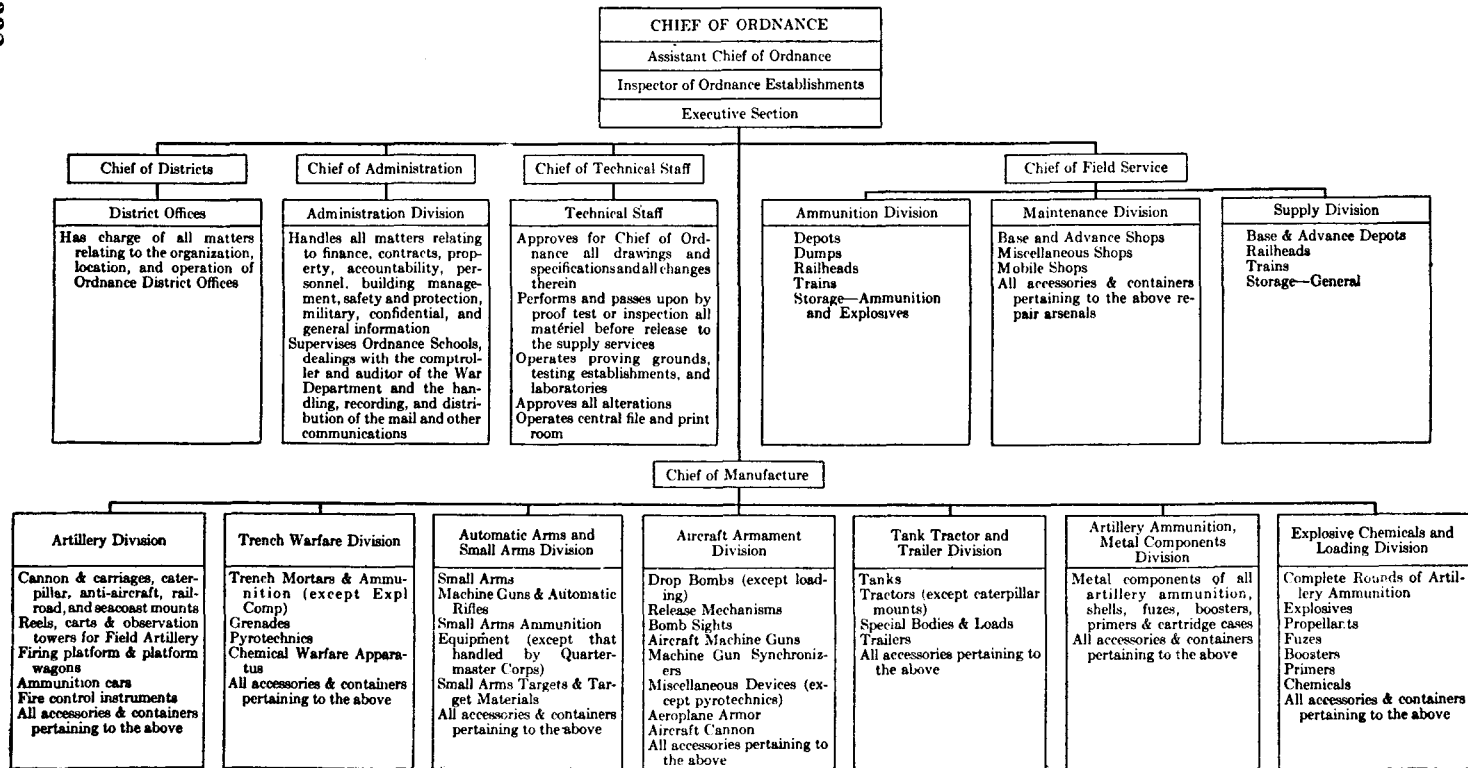 CHIEF OF ORDNANCE
Assistant Chief of Ordnance
Inspector of Ordnance Establishments
Executive Section
Chief of Districts
Chief of Administration
Chief of Technical Staff
Chief of Field Service
District Offices
Has charge of all matters
relating to the organization,
location, and operation of
Ordnance District Offices
Administration Division
Handles all matters relating
to finance, contracts, prop-
erty, accountability, per-
sonnel, building manage-
ment, safety and protection,
military, confidential, and
general information
Supervises Ordnance Schools,
dealings with the comptrol-
ler and auditor of the War
Department and the han-
dling, recording, and distri-
bution of the mail and other
communications
Technical Staff
Approves for Chief of Ord-
nance all drawings and
specifications and all changes
therein
Performs and passes upon by
proof test or inspection all
matériel before release to
the supply services
Operates proving grounds,
testing establishments, and
laboratories
Approves all alterations
Operates central file and print
room
Ammunition Division
Depots
Dumps
Railheads
Trains
Storage—Ammunition
and Explosives
Maintenance Division
Base and Advance Shops
Miscellaneous Shops
Mobile Shops
All accessories & containers
pertaining to the above re-
pair arsenals
Supply Division
Base & Advance Depots
Railheads
Trains
Storage—General
Chief of Manufacture
Artillery Division
Cannon & carriages, cater-
pillar, anti-aircraft, rail-
road, and seacoast mounts
Reels, carts & observation
towers for Field Artillery
Firing platform & platform
wagons
Ammunition cars
Fire control instruments
All accessories & containers
pertaining to the above
Trench Warfare Division
Trench Mortars & Ammu-
nition (except Expl
Comp)
Grenades
Pyrotechnics
Chemical Warfare Appara-
tus
All accessories & containers
pertaining to the above
Automatic Arms and
Small Arms Division
Small Arms
Machine Guns & Automatic
Rifles
Small Arms Ammunition
Equipment (except that
handled by Quarter-
master Corps)
Small Arms Targets & Tar-
get Materials
All accessories & containers
pertaining to the above
Aircraft Armament
Division
Drop Bombs (except load-
ing)
Release Mechanisms
Bomb Sights
Aircraft Machine Guns
Machine Gun Synchroniz-
ers
Miscellaneous Devices (ex-
cept pyrotechnics)
Aeroplane Armor
Aircraft Cannon
All accessories pertaining to
the above
Tank Tractor and
Trailer Division
Tanks
Tractors (except caterpillar
mounts)
Special Bodies & Loads
Trailers
All accessories pertaining to
the above
Artillery Ammunition,
Metal Components
Division
Metal components of all
artillery ammunition,
shells, fuzes, boosters,
primers & cartridge cases
All accessories & containers
pertaining to the above
Explosive Chemicals and
Loading Division
Complete Rounds of Artil-
lery Ammunition
Explosives
Propellants
Fuzes
Boosters
Primers
Chemicals
All accessories & containers
pertaining to the above